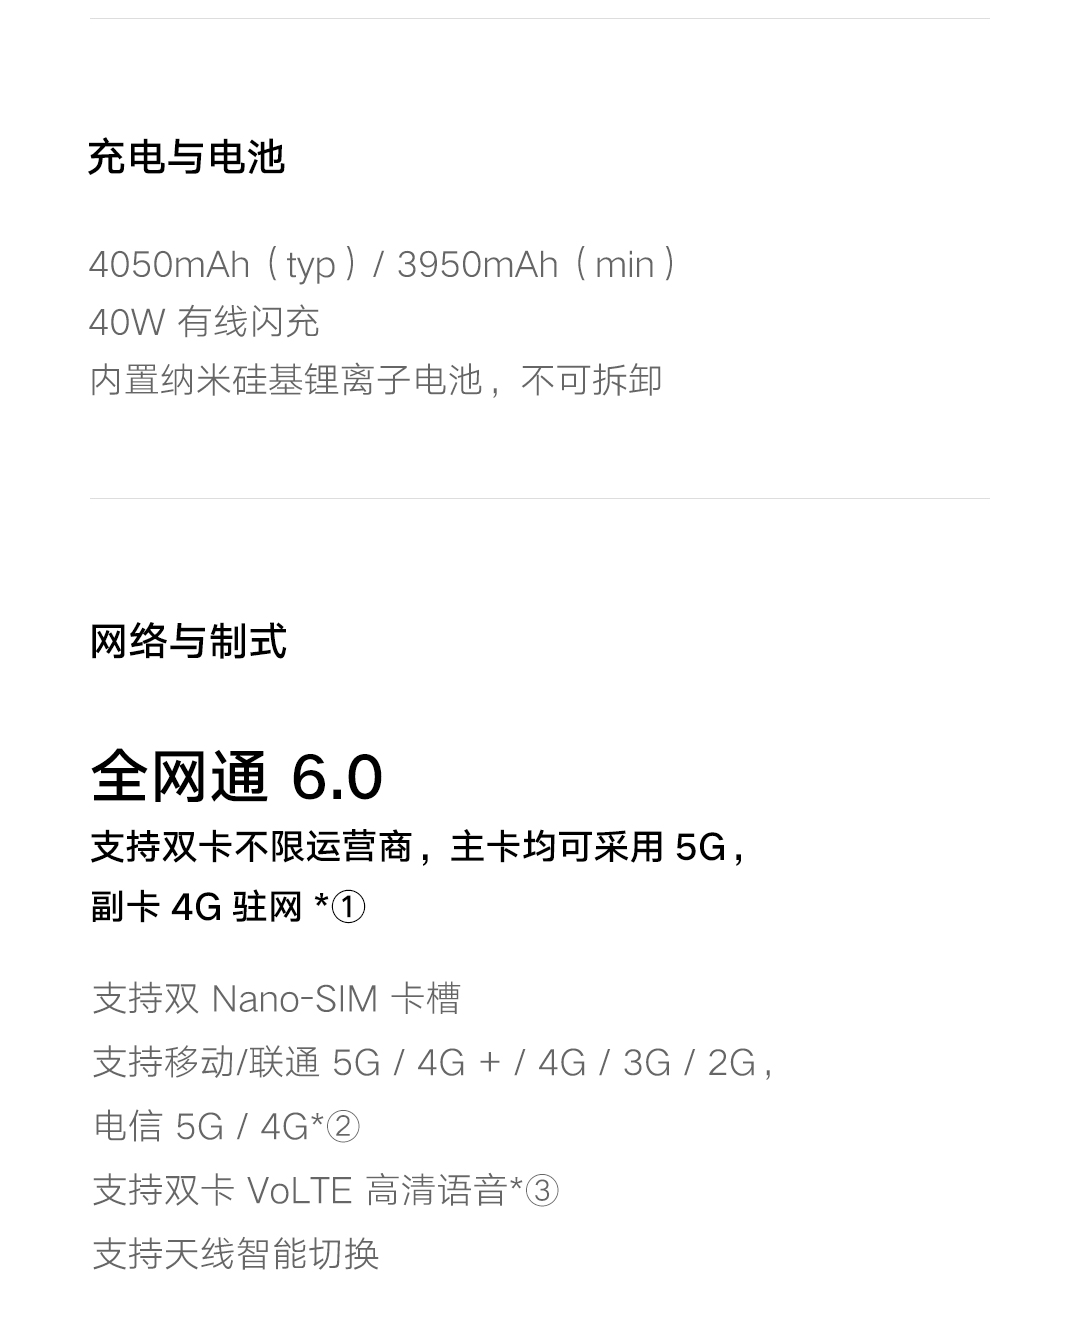 充电与电池
4050mAh（typ）/ 3950mAh（min）
40W 有线闪充
内置纳米硅基锂离子电池，不可拆卸
网络与制式
全网通 6.0
支持双卡不限运营商，主卡均可采用 5G，
副卡 4G 驻网 *①
支持双 Nano-SIM 卡槽
支持移动/联通 5G / 4G + / 4G / 3G / 2G，
电信 5G / 4G*②
支持双卡 VoLTE 高清语音*③
支持天线智能切换